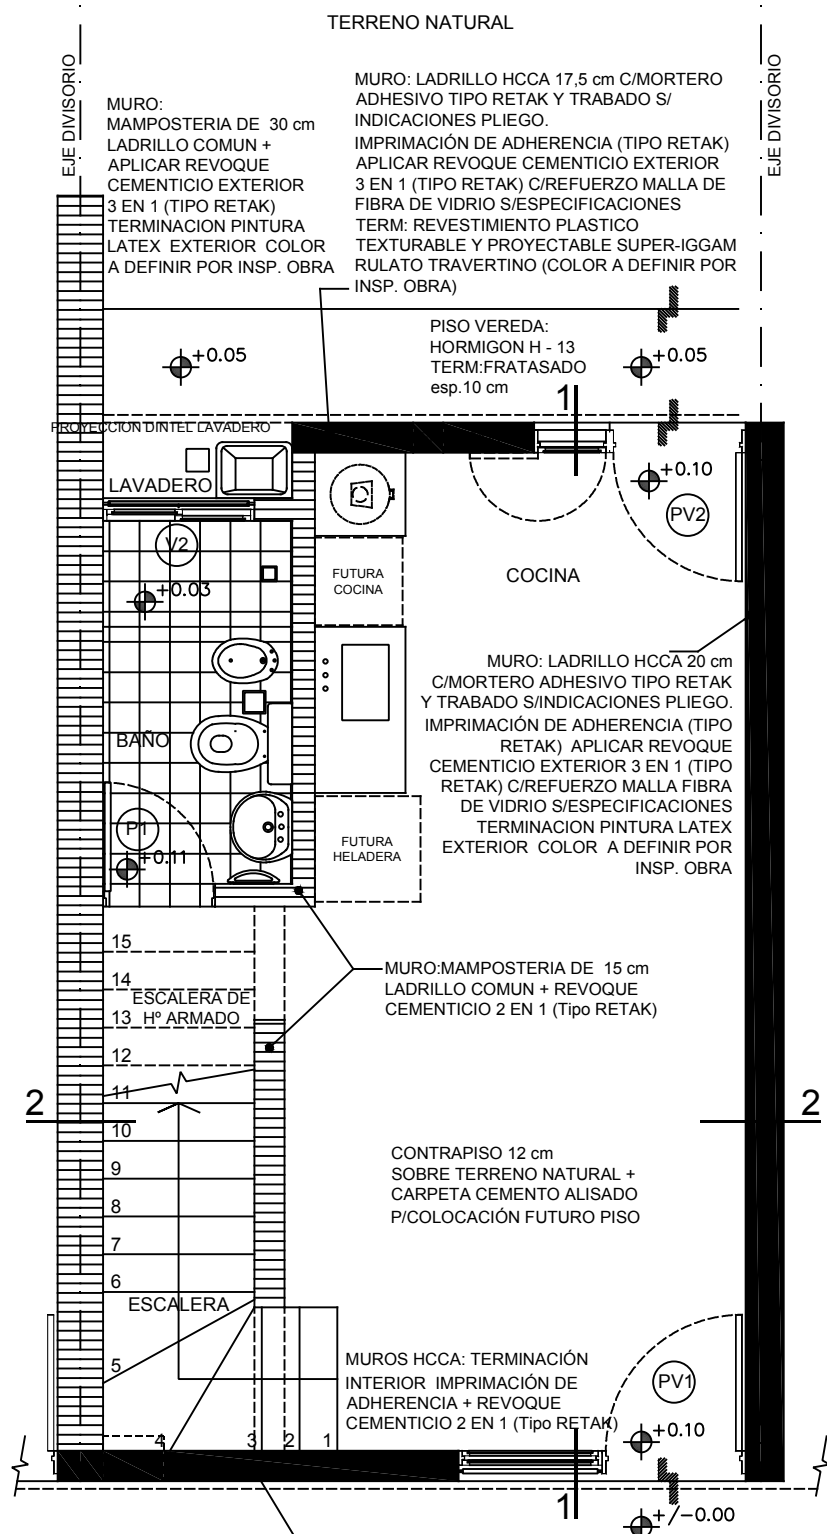 TERRENO NATURAL
EJE DIVISORIO
EJE DIVISORIO
MURO:
MAMPOSTERIA DE 30 cm
LADRILLO COMUN +
APLICAR REVOQUE
CEMENTICIO EXTERIOR
3 EN 1 (TIPO RETAK)
TERMINACION PINTURA
LATEX EXTERIOR COLOR
A DEFINIR POR INSP. OBRA
MURO: LADRILLO HCCA 17,5 cm C/MORTERO
ADHESIVO TIPO RETAK Y TRABADO S/
INDICACIONES PLIEGO.
IMPRIMACIÓN DE ADHERENCIA (TIPO RETAK)
APLICAR REVOQUE CEMENTICIO EXTERIOR
3 EN 1 (TIPO RETAK) C/REFUERZO MALLA DE
FIBRA DE VIDRIO S/ESPECIFICACIONES
TERM: REVESTIMIENTO PLASTICO
TEXTURABLE Y PROYECTABLE SUPER-IGGAM
RULATO TRAVERTINO (COLOR A DEFINIR POR
INSP. OBRA)
PISO VEREDA:
HORMIGON H - 13
TERM:FRATASADO
esp.10 cm
+0.05
+0.05
1
PROYECCION DINTEL LAVADERO
LAVADERO
+0.10
PV2
V2
FUTURA
COCINA
COCINA
+0.03
MURO: LADRILLO HCCA 20 cm
C/MORTERO ADHESIVO TIPO RETAK
Y TRABADO S/INDICACIONES PLIEGO.
IMPRIMACIÓN DE ADHERENCIA (TIPO
RETAK) APLICAR REVOQUE
CEMENTICIO EXTERIOR 3 EN 1 (TIPO
RETAK) C/REFUERZO MALLA FIBRA
DE VIDRIO S/ESPECIFICACIONES
TERMINACION PINTURA LATEX
EXTERIOR COLOR A DEFINIR POR
INSP. OBRA
BAÑO
P1
+0.11
FUTURA
HELADERA
MURO:MAMPOSTERIA DE 15 cm
LADRILLO COMUN + REVOQUE
CEMENTICIO 2 EN 1 (Tipo RETAK)
15
14
ESCALERA DE
Hº ARMADO
13
12
11
2
2
10
9
8
7
6
CONTRAPISO 12 cm
SOBRE TERRENO NATURAL +
CARPETA CEMENTO ALISADO
P/COLOCACIÓN FUTURO PISO
ESCALERA
5
4
3
2
1
MUROS HCCA: TERMINACIÓN
INTERIOR IMPRIMACIÓN DE
ADHERENCIA + REVOQUE
CEMENTICIO 2 EN 1 (Tipo RETAK)
PV1
+0.10
1
+/-0.00